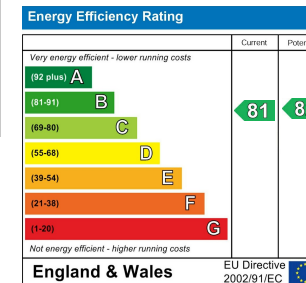 Energy Efficiency Rating
Current
Very energy efficient - lower running costs
(92 plus) A
(81-91) B
(69-80) C
(55-68) D
(39-54) E
(21-38) F
(1-20) G
81
Not energy efficient - higher running costs
England & Wales
EU Directive
2002/91/EC